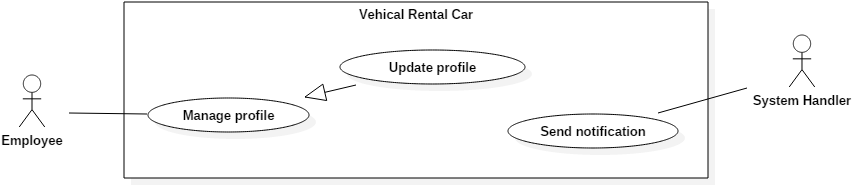 Vehical Rental Car
Update profile
Manage profile
Send notification
Employee
System Handler